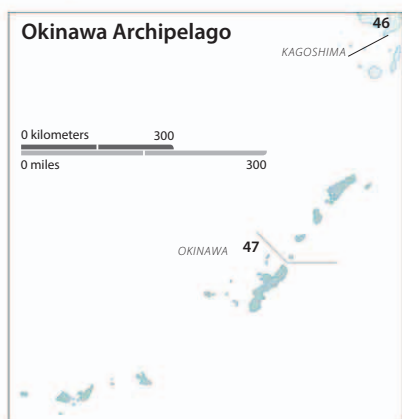 Okinawa Archipelago
46
KAGOSHIMA
0 kilometers 300
0 miles 300
OKINAWA 47